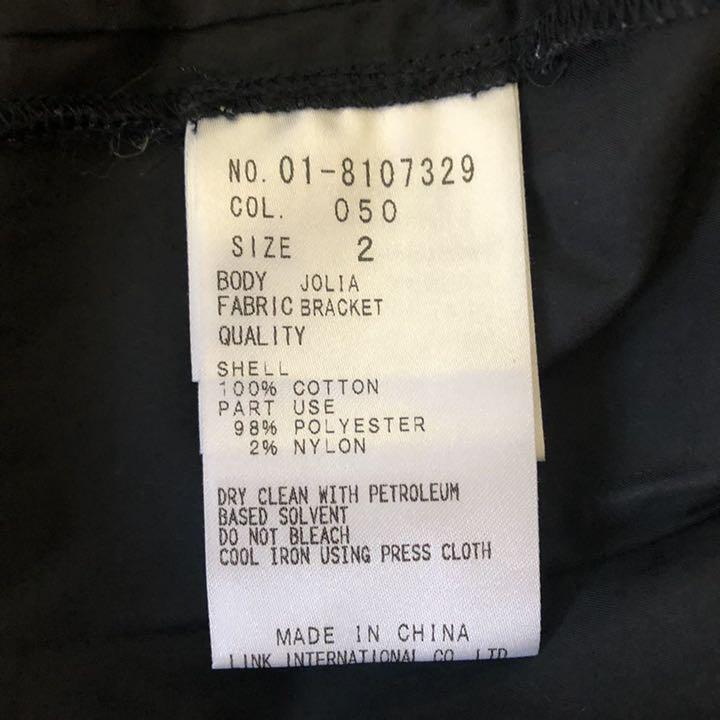 NO. 01-8107329
COL. 050
SIZE 2
BODY JOLIA
FABRIC BRACKET
QUALITY
SHELL
100% COTTON
PART USE
98% POLYESTER
2% NYLON
DRY CLEAN WITH PETROLEUM
BASED SOLVENT
DO NOT BLEACH
COOL IRON USING PRESS CLOTH
MADE IN CHINA
LINK INTERNATIONAL CO.,LTD.